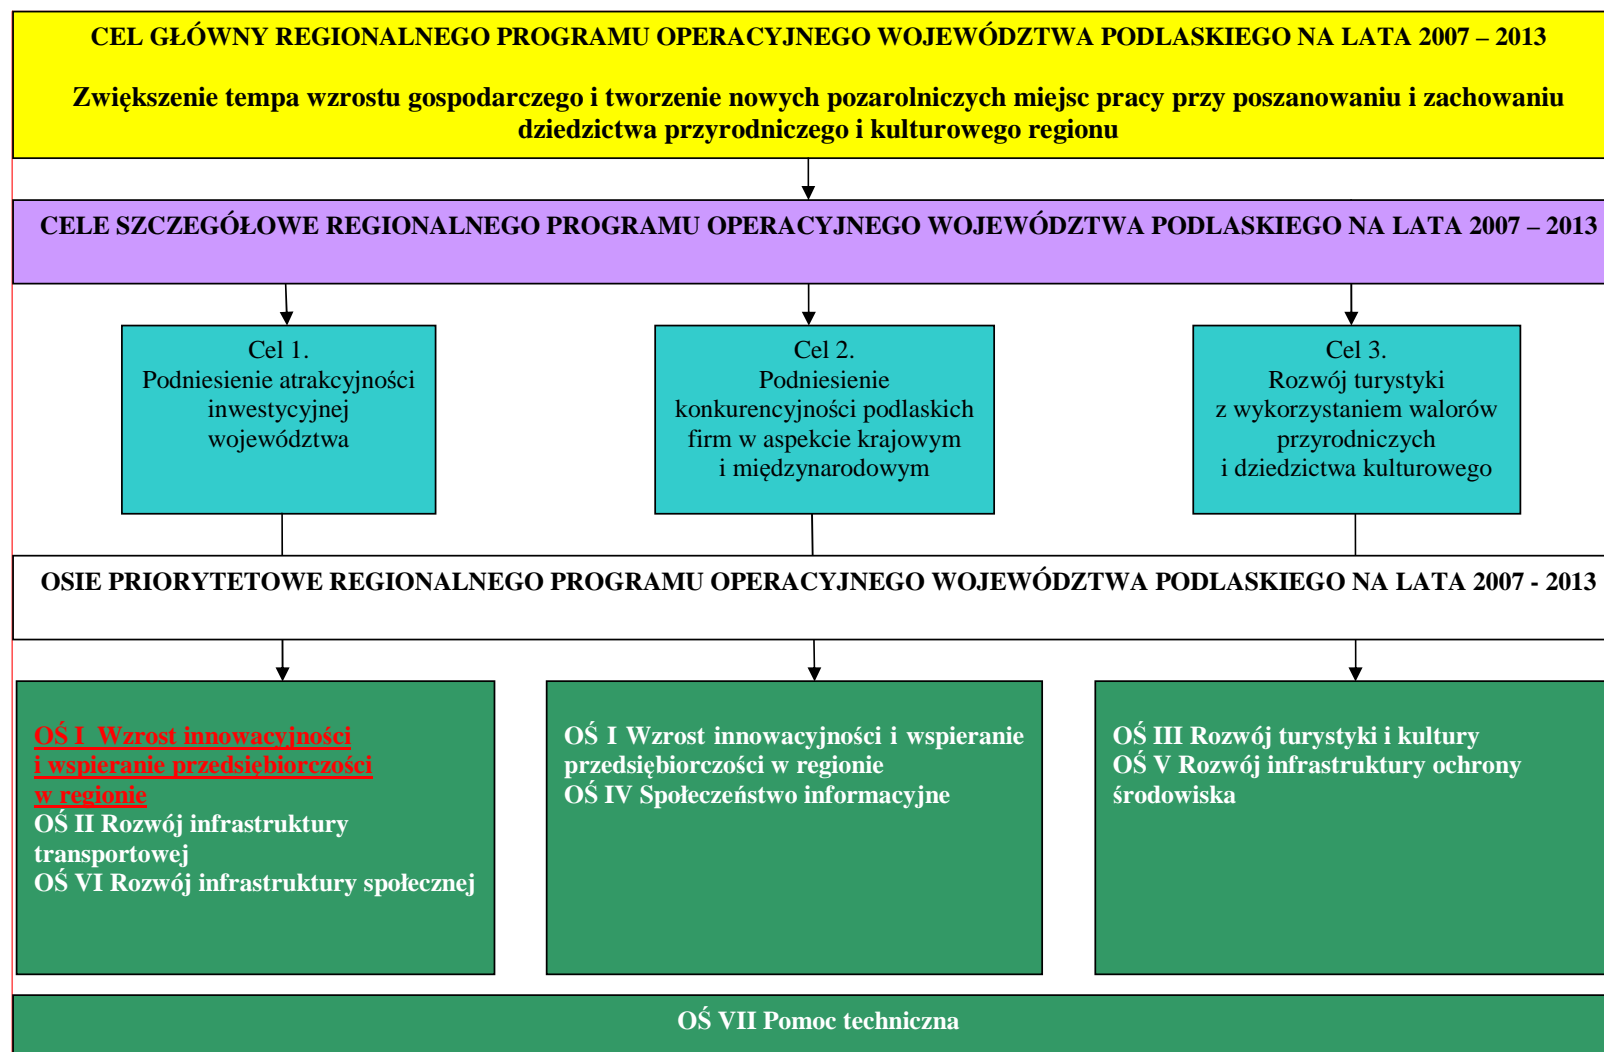 CEL GŁÓWNY REGIONALNEGO PROGRAMU OPERACYJNEGO WOJEWÓDZTWA PODLASKIEGO NA LATA 2007 – 2013
Zwiększenie tempa wzrostu gospodarczego i tworzenie nowych pozarolniczych miejsc pracy przy poszanowaniu i zachowaniu
dziedzictwa przyrodniczego i kulturowego regionu
CELE SZCZEGÓŁOWE REGIONALNEGO PROGRAMU OPERACYJNEGO WOJEWÓDZTWA PODLASKIEGO NA LATA 2007 – 2013
Cel 1.
Podniesienie atrakcyjności
inwestycyjnej
województwa
Cel 2.
Podniesienie
konkurencyjności podlaskich
firm w aspekcie krajowym
i międzynarodowym
Cel 3.
Rozwój turystyki
z wykorzystaniem walorów
przyrodniczych
i dziedzictwa kulturowego
OSIE PRIORYTETOWE REGIONALNEGO PROGRAMU OPERACYJNEGO WOJEWÓDZTWA PODLASKIEGO NA LATA 2007 - 2013
OŚ I Wzrost innowacyjności
i wspieranie przedsiębiorczości
w regionie
OŚ II Rozwój infrastruktury
transportowej
OŚ VI Rozwój infrastruktury społecznej
OŚ I Wzrost innowacyjności i wspieranie
przedsiębiorczości w regionie
OŚ IV Społeczeństwo informacyjne
OŚ III Rozwój turystyki i kultury
OŚ V Rozwój infrastruktury ochrony
środowiska
OŚ VII Pomoc techniczna